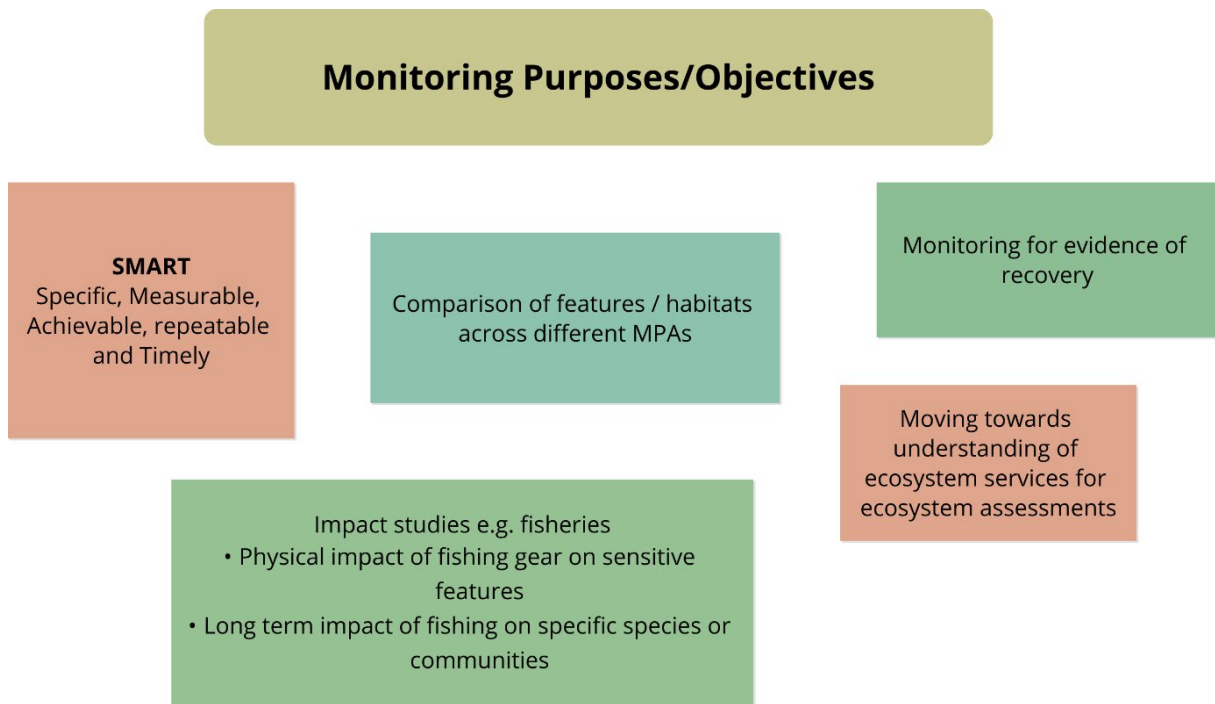 Monitoring Purposes/Objectives
SMART
Specific, Measurable,
Achievable, repeatable
and Timely
Comparison of features / habitats
across different MPAs
Monitoring for evidence of
recovery
Moving towards
understanding of
ecosystem services for
ecosystem assessments
Impact studies e.g. fisheries
• Physical impact of fishing gear on sensitive
features
• Long term impact of fishing on specific species or
communities